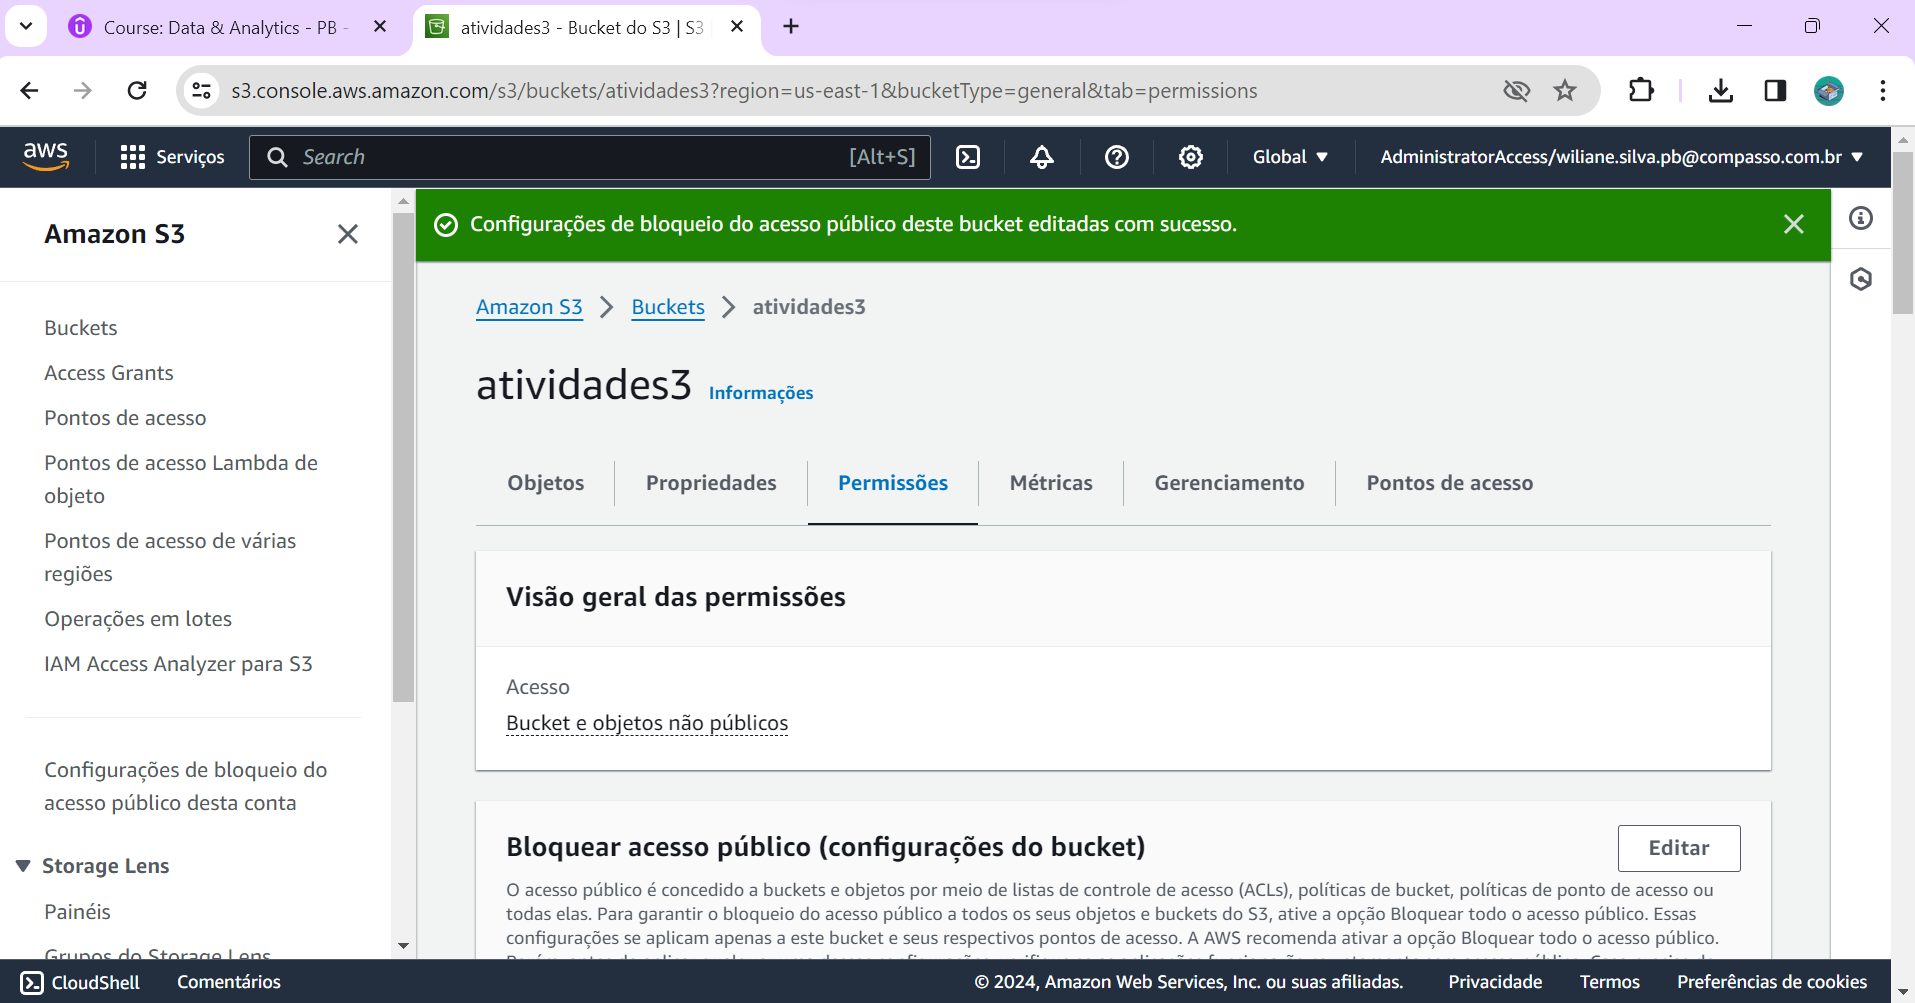 Course: Data & Analytics - PB -
atividades3 - Bucket do S3 | S3
s3.console.aws.amazon.com/s3/buckets/atividades3?region=us-east-1&bucketType=general&tab=permissions
aws
Serviços
Search
[Alt+S]
Global
AdministratorAccess/wiliane.silva.pb@compasso.com.br
Amazon S3
Buckets
Access Grants
Pontos de acesso
Pontos de acesso Lambda de
objeto
Pontos de acesso de várias
regiões
Operações em lotes
IAM Access Analyzer para S3
Configurações de bloqueio do
acesso público desta conta
Storage Lens
Painéis
Grupos do Storage Lens
Configurações de bloqueio do acesso público deste bucket editadas com sucesso.
Amazon S3
Buckets
atividades3
atividades3
Informações
Objetos
Propriedades
Permissões
Métricas
Gerenciamento
Pontos de acesso
Visão geral das permissões
Acesso
Bucket e objetos não públicos
Bloquear acesso público (configurações do bucket)
Editar
O acesso público é concedido a buckets e objetos por meio de listas de controle de acesso (ACLs), políticas de bucket, políticas de ponto de acesso ou
todas elas. Para garantir o bloqueio do acesso público a todos os seus objetos e buckets do S3, ative a opção Bloquear todo o acesso público. Essas
configurações se aplicam apenas a este bucket e seus respectivos pontos de acesso. A AWS recomenda ativar a opção Bloquear todo o acesso público.
CloudShell
Comentários
© 2024, Amazon Web Services, Inc. ou suas afiliadas.
Privacidade
Termos
Preferências de cookies